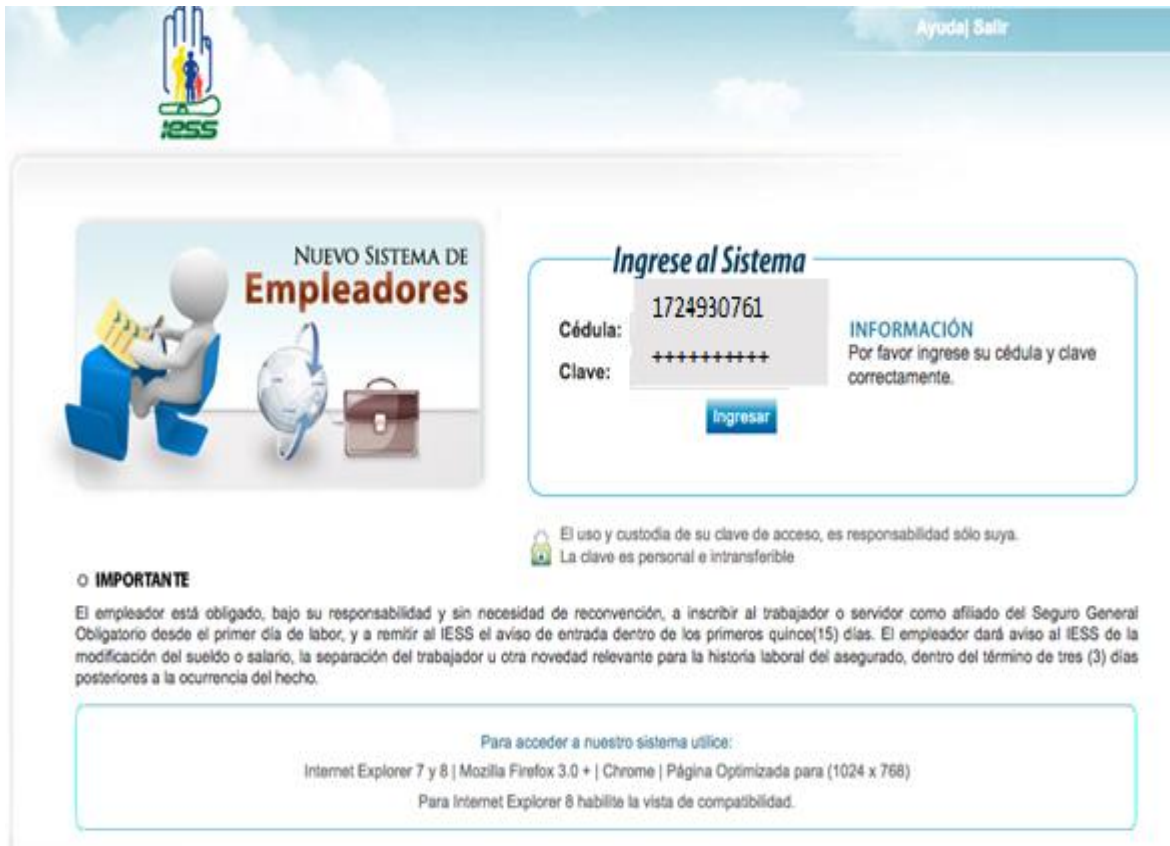 Ayuda| Salir
IESS
NUEVO SISTEMA DE
Empleadores
Ingrese al Sistema
Cédula: 1724930761
Clave: ++++++++++
Ingresar
INFORMACIÓN
Por favor ingrese su cédula y clave
correctamente.
El uso y custodia de su clave de acceso, es responsabilidad sólo suya.
La clave es personal e intransferible
IMPORTANTE
El empleador está obligado, bajo su responsabilidad y sin necesidad de reconvención, a inscribir al trabajador o servidor como afiliado del Seguro General
Obligatorio desde el primer día de labor, y a remitir al IESS el aviso de entrada dentro de los primeros quince(15) días. El empleador dará aviso al IESS de la
modificación del sueldo o salario, la separación del trabajador u otra novedad relevante para la historia laboral del asegurado, dentro del término de tres (3) días
posteriores a la ocurrencia del hecho.
Para acceder a nuestro sistema utilice:
Internet Explorer 7 y 8 | Mozilla Firefox 3.0 + | Chrome | Página Optimizada para (1024 x 768)
Para Internet Explorer 8 habilite la vista de compatibilidad.